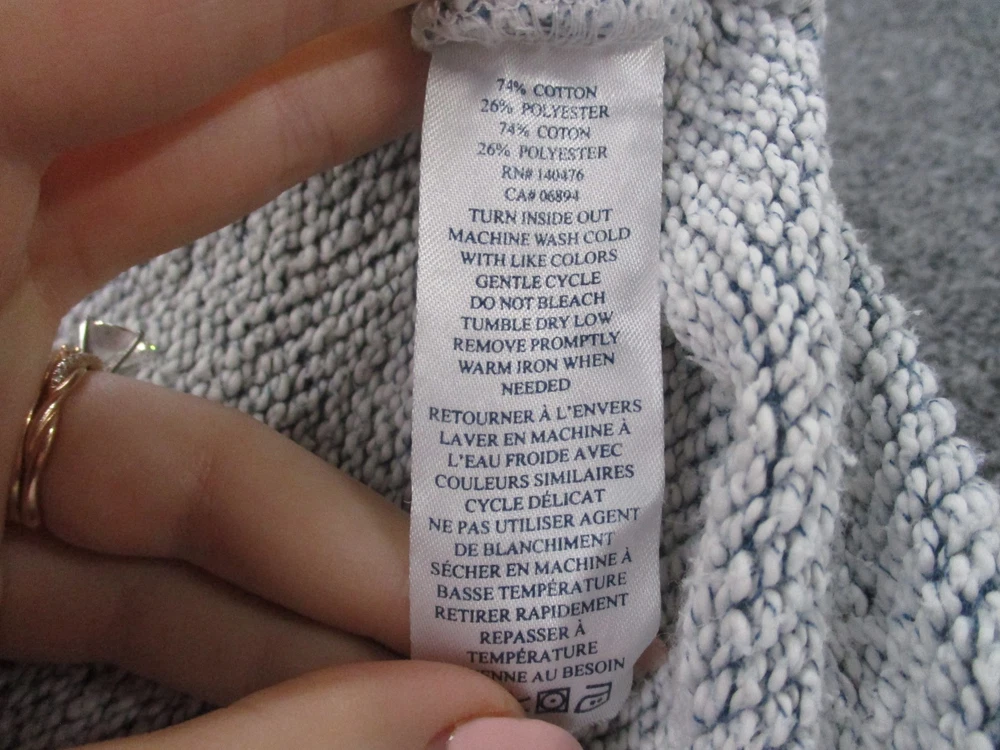 74% COTTON
26% POLYESTER
74% COTON
26% POLYESTER
RN# 140476
CA# 06894
TURN INSIDE OUT
MACHINE WASH COLD
WITH LIKE COLORS
GENTLE CYCLE
DO NOT BLEACH
TUMBLE DRY LOW
REMOVE PROMPTLY
WARM IRON WHEN
NEEDED
RETOURNER À L'ENVERS
LAVER EN MACHINE À
L'EAU FROIDE AVEC
COULEURS SIMILAIRES
CYCLE DÉLICAT
NE PAS UTILISER AGENT
DE BLANCHIMENT
SÉCHER EN MACHINE À
BASSE TEMPÉRATURE
RETIRER RAPIDEMENT
REPASSER À
TEMPÉRATURE
AU BESOIN